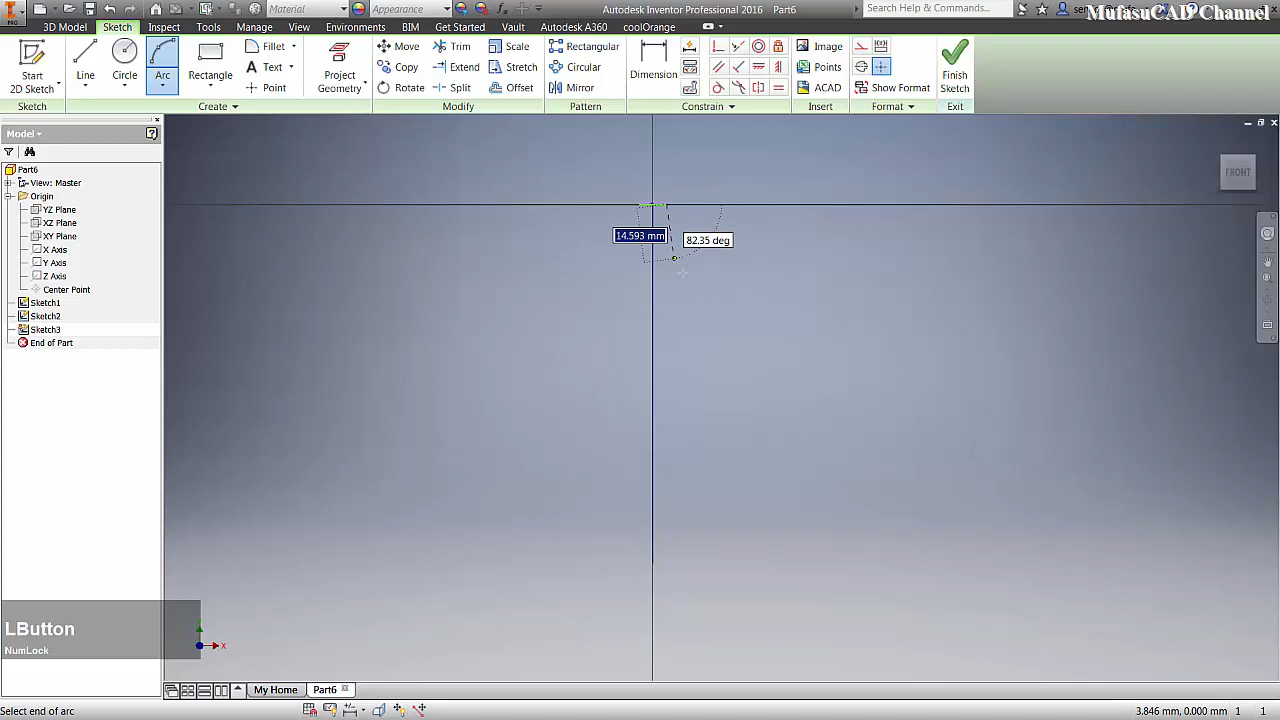 Material
Appearance
Autodesk Inventor Professional 2016 Part6
Search Help & Commands...
MufasuCAD Channel
PRO
3D Model Sketch Inspect Tools Manage View Environments BIM Get Started Vault Autodesk A360 coolOrange
Start
2D Sketch
Line
Circle
Arc
Rectangle
Fillet
Text
Point
Project
Geometry
Move
Copy
Rotate
Trim
Extend
Split
Scale
Stretch
Offset
Rectangular
Circular
Mirror
Dimension
Image
Points
ACAD
Show Format
Finish
Sketch
Sketch Create Modify Pattern Constrain Insert Format Exit
Model
Part6
View: Master
Origin
YZ Plane
XZ Plane
XY Plane
X Axis
Y Axis
Z Axis
Center Point
Sketch1
Sketch2
Sketch3
End of Part
FRONT
14.593 mm
82.35 deg
LButton
NumLock
X
My Home Part6
Select end of arc
3.846 mm, 0.000 mm 1 1